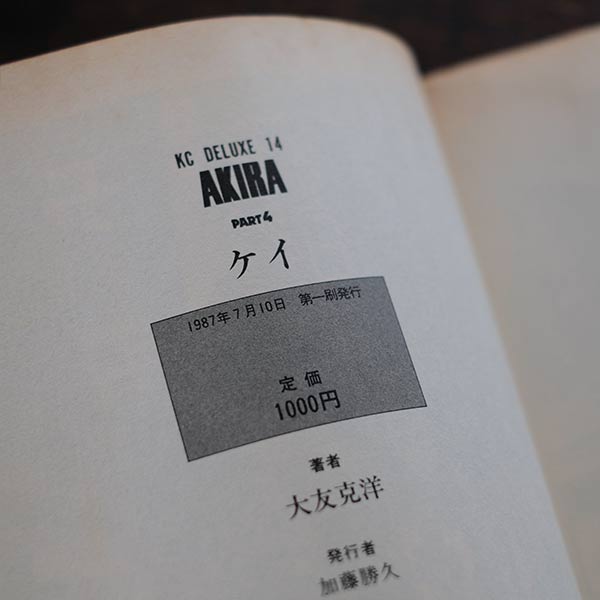 KC DELUXE 14
AKIRA
PART4
ケイ
1987年7月10日 第一刷発行
定価
1000円
著者
大友克洋
発行者
加藤勝久